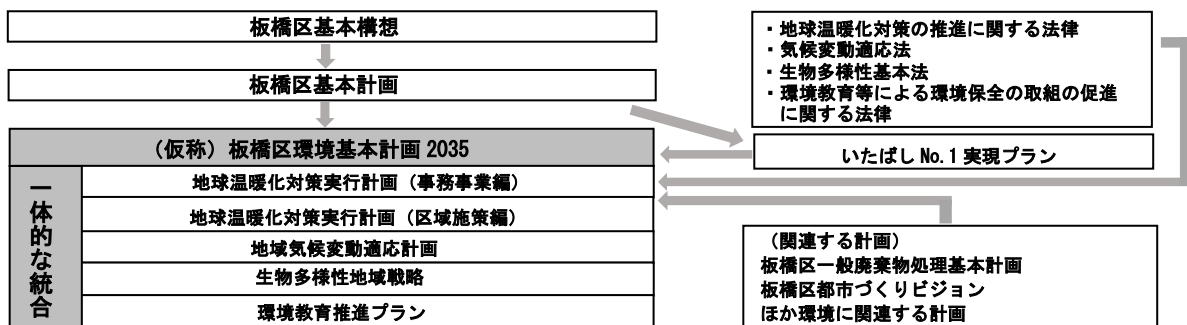 板橋区基本構想
板橋区基本計画
(仮称)板橋区環境基本計画 2035
一体的な統合
地球温暖化対策実行計画(事務事業編)
地球温暖化対策実行計画(区域施策編)
地域気候変動適応計画
生物多様性地域戦略
環境教育推進プラン
・地球温暖化対策の推進に関する法律
・気候変動適応法
・生物多様性基本法
・環境教育等による環境保全の取組の促進
に関する法律
いたばし No.1 実現プラン
(関連する計画)
板橋区一般廃棄物処理基本計画
板橋区都市づくりビジョン
ほか環境に関連する計画